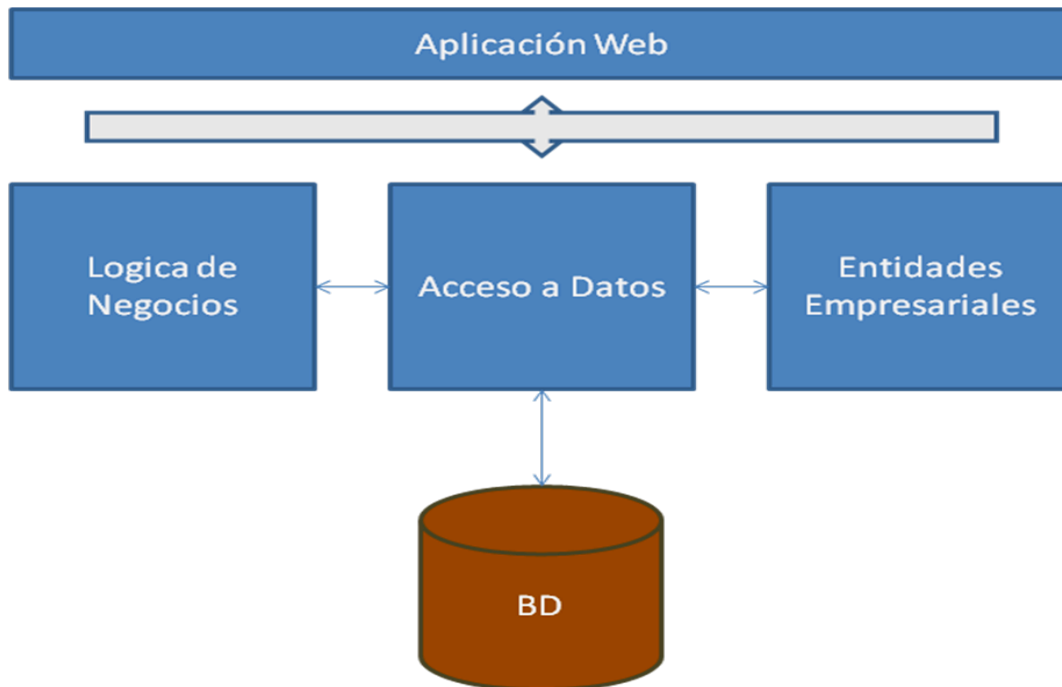 Aplicación Web
Logica de
Negocios
Acceso a Datos
Entidades
Empresariales
BD